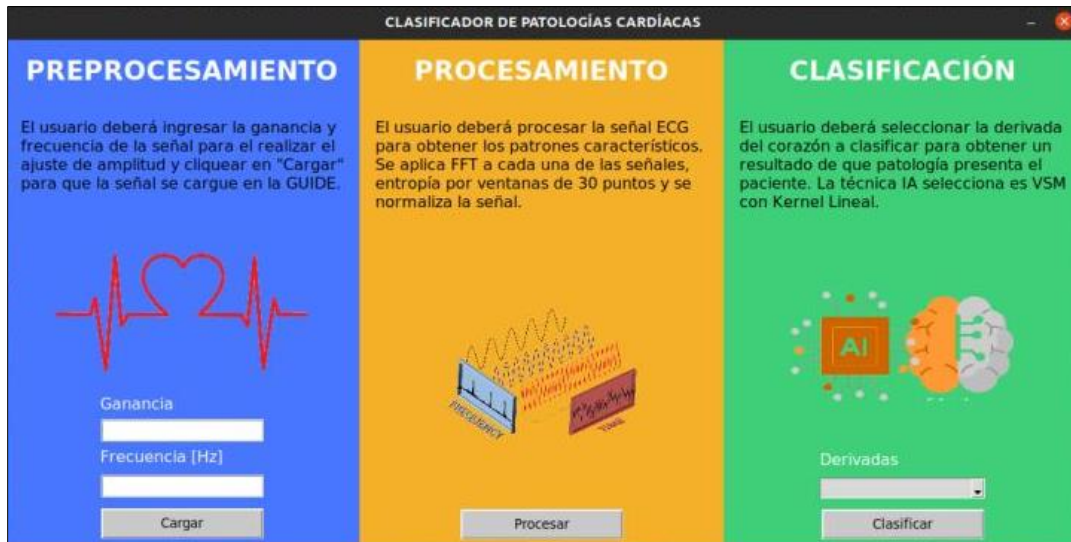 CLASIFICADOR DE PATOLOGÍAS CARDÍACAS
PREPROCESAMIENTO
El usuario deberá ingresar la ganancia y
frecuencia de la señal para el realizar el
ajuste de amplitud y cliquear en "Cargar"
para que la señal se cargue en la GUIDE.
Ganancia
Frecuencia [Hz]
Cargar
PROCESAMIENTO
El usuario deberá procesar la señal ECG
para obtener los patrones característicos.
Se aplica FFT a cada una de las señales,
entropía por ventanas de 30 puntos y se
normaliza la señal.
FREQUENCY
TIME
Procesar
CLASIFICACIÓN
El usuario deberá seleccionar la derivada
del corazón a clasificar para obtener un
resultado de que patología presenta el
paciente. La técnica IA selecciona es VSM
con Kernel Lineal.
AI
Derivadas
Clasificar